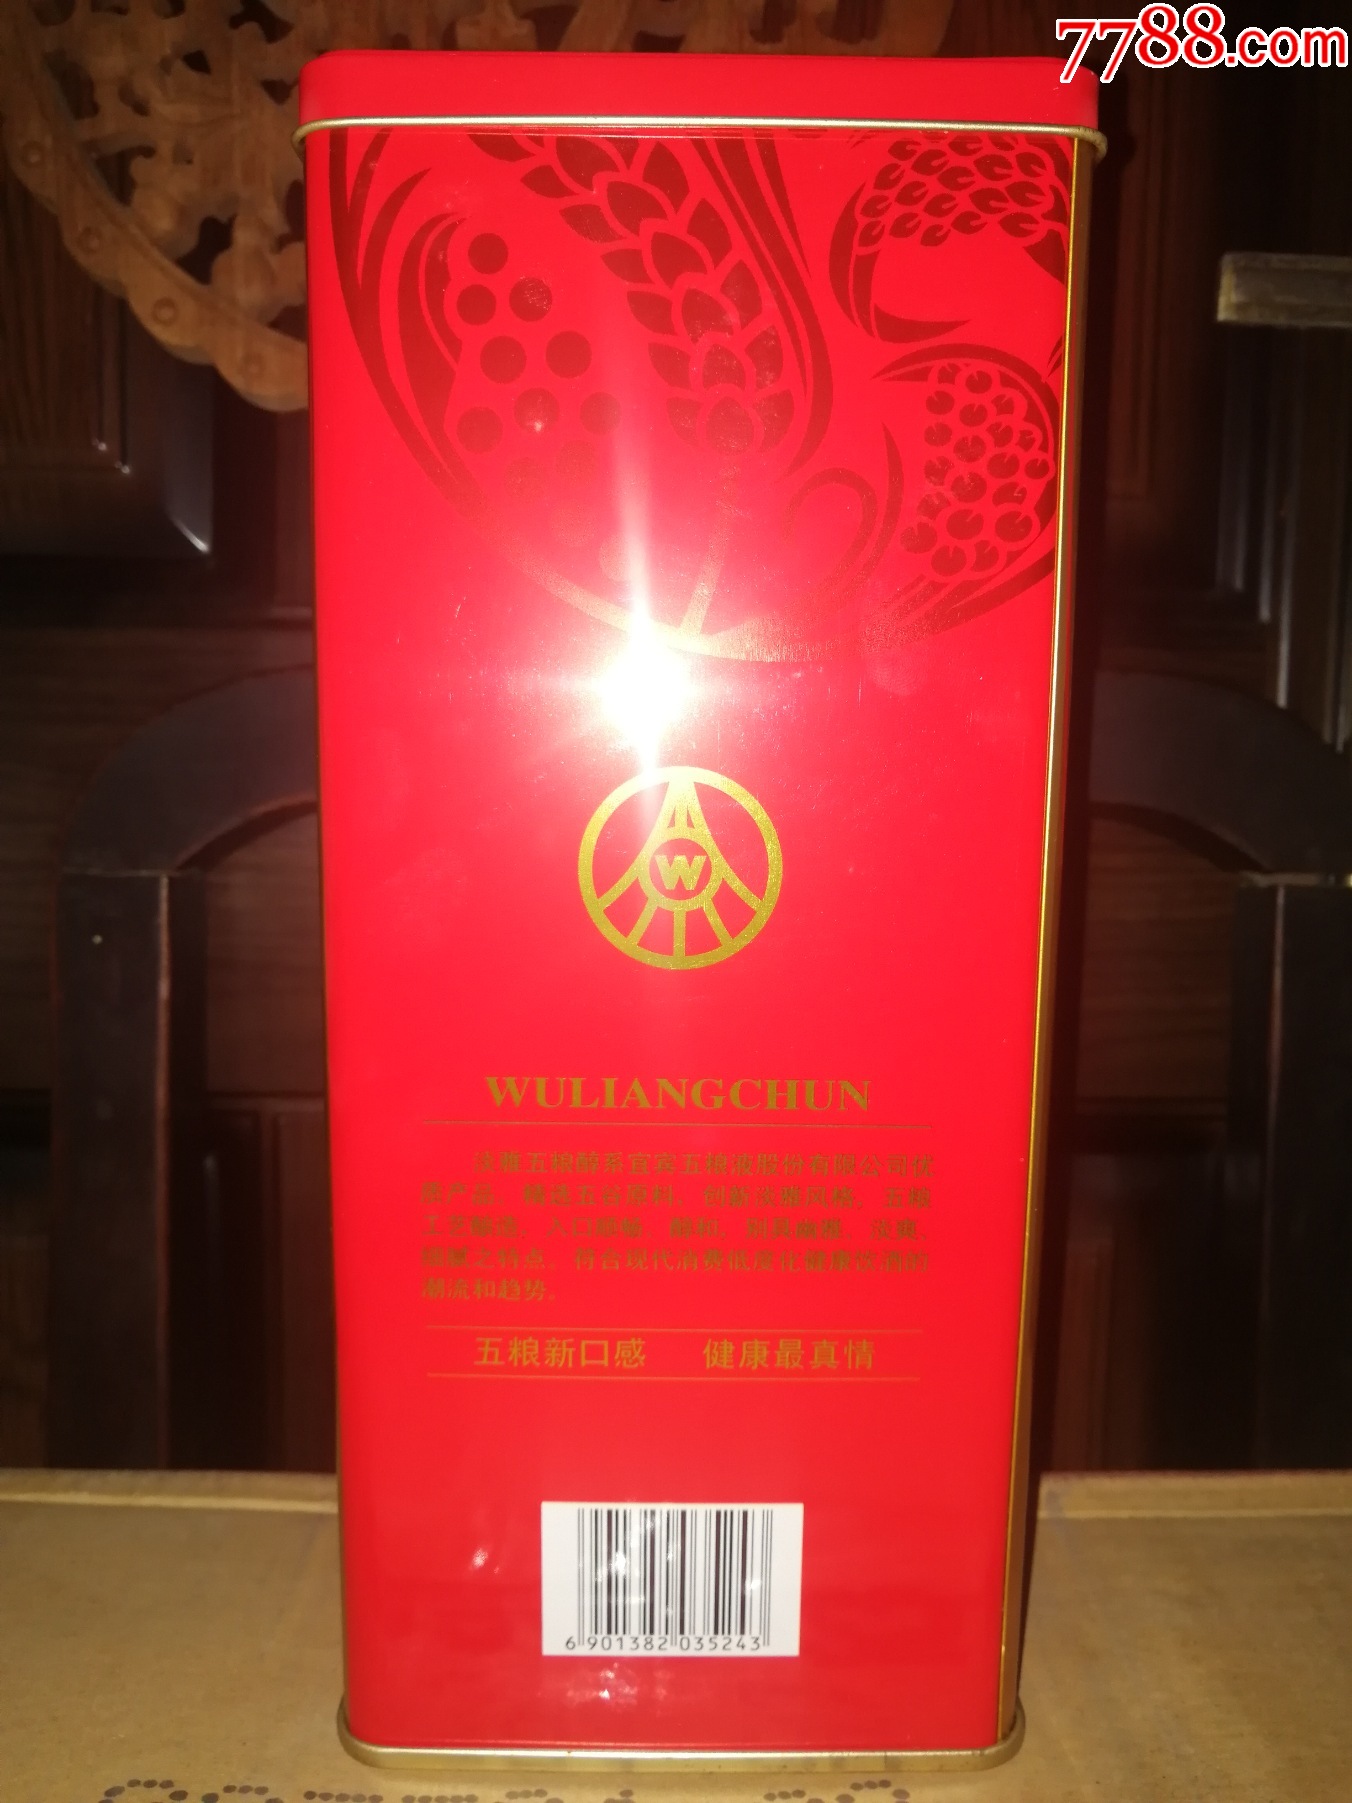 7788.com
W
WULIANGCHUN
淡雅五粮醇系宜宾五粮液股份有限公司优
质产品。精选五谷原料,创新淡雅风格,五粮
工艺酿造,入口顺畅、醇和,别具幽雅、淡爽、
细腻之特点。符合现代消费低度化健康饮酒的
潮流和趋势。
五粮新口感 健康最真情
6 901382 035243